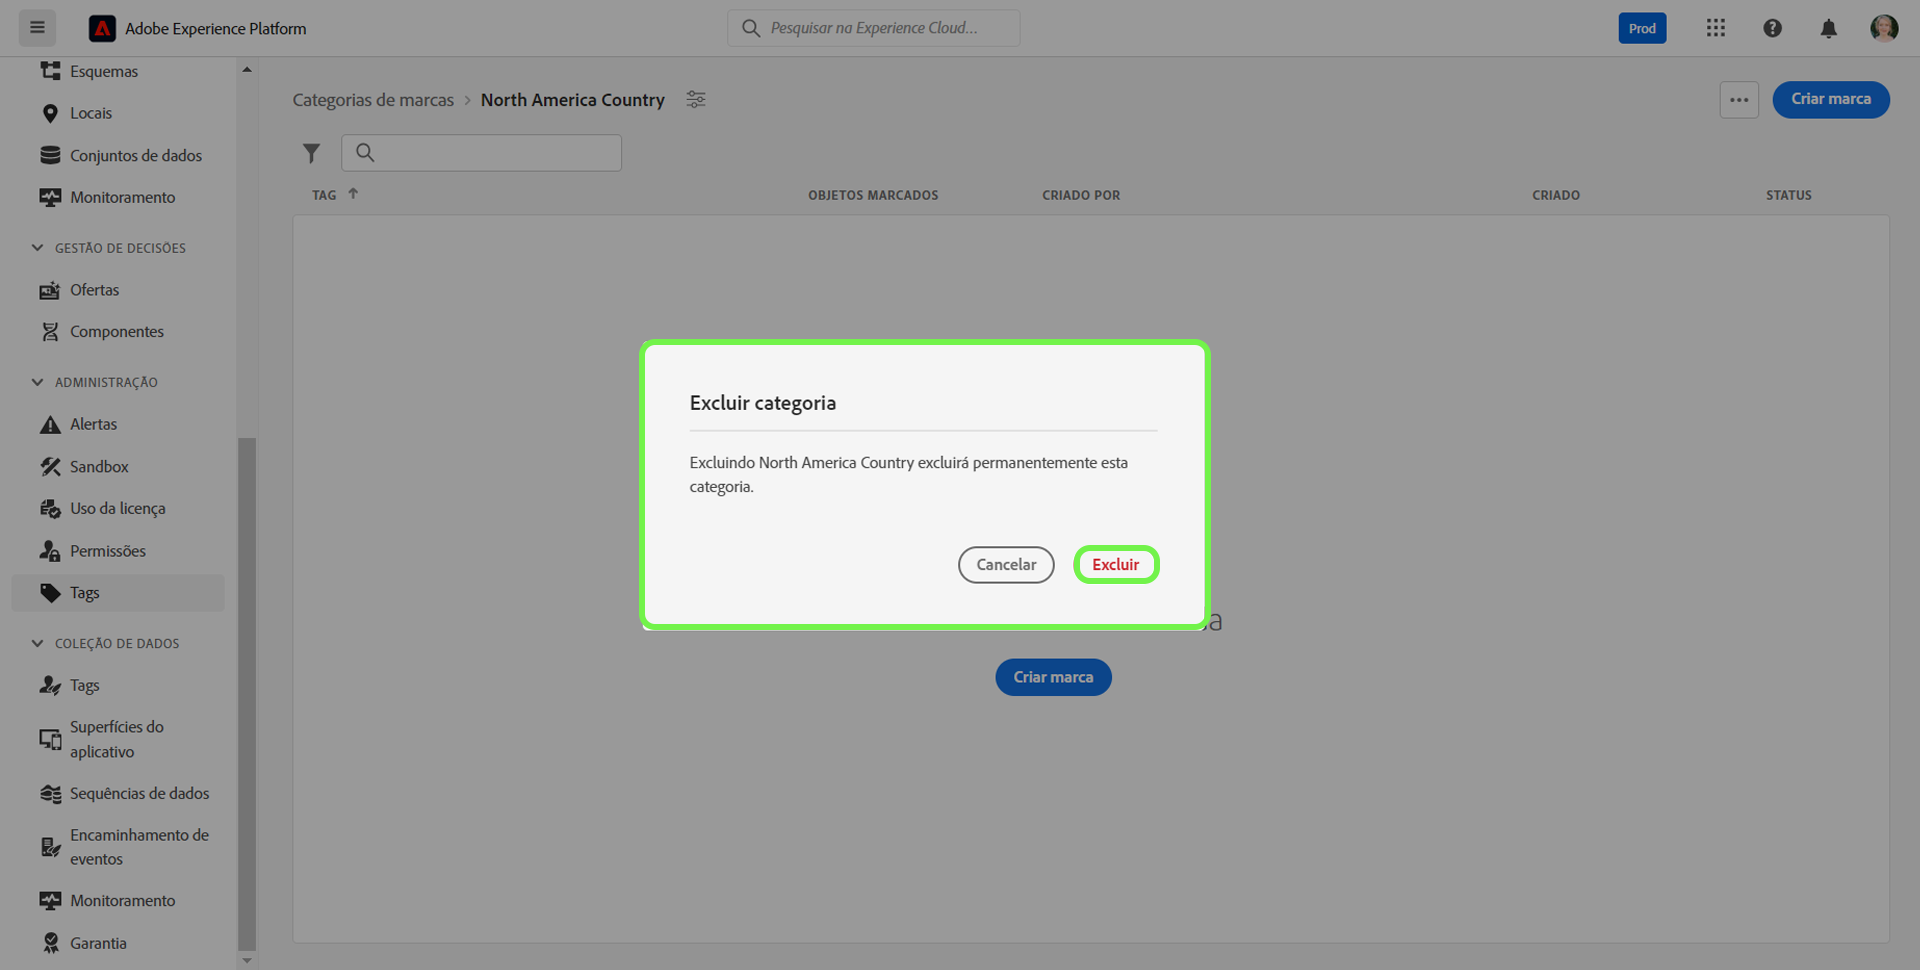 Adobe Experience Platform
Pesquisar na Experience Cloud...
Prod
Esquemas
Locais
Conjuntos de dados
Monitoramento
GESTÃO DE DECISÕES
Ofertas
Componentes
ADMINISTRAÇÃO
Alertas
Sandbox
Uso da licença
Permissões
Tags
COLEÇÃO DE DADOS
Tags
Superfícies do
aplicativo
Sequências de dados
Encaminhamento de
eventos
Monitoramento
Garantia
Categorias de marcas > North America Country
Criar marca
TAG
OBJETOS MARCADOS
CRIADO POR
CRIADO
STATUS
Excluir categoria
Excluindo North America Country excluirá permanentemente esta
categoria.
Cancelar
Excluir
Criar marca